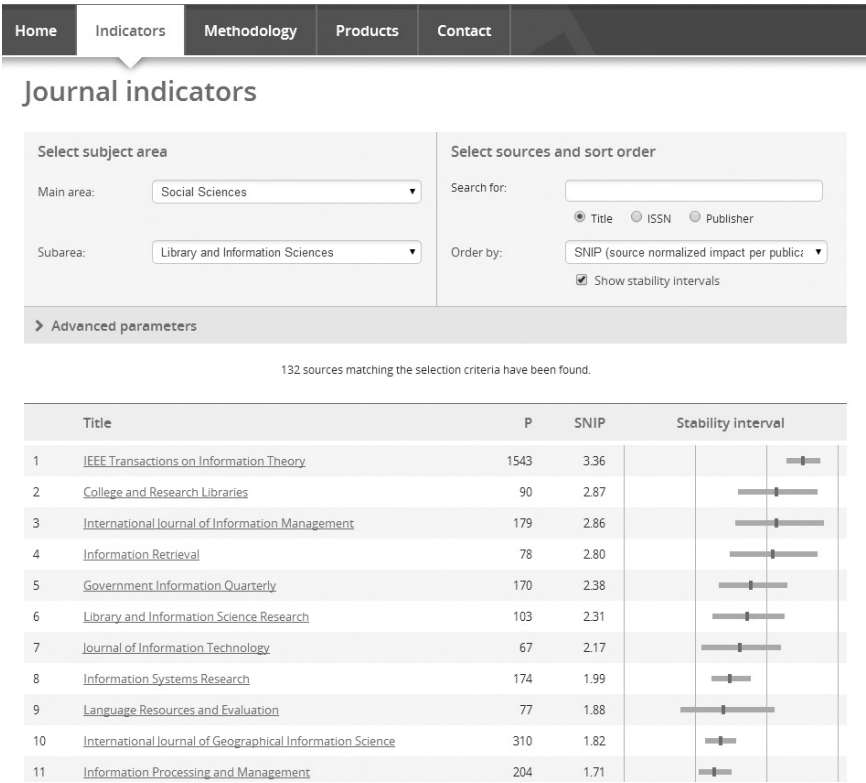 Home Indicators Methodology Products Contact
Journal indicators
Select subject area
Main area: Social Sciences
Subarea: Library and Information Sciences
Select sources and sort order
Search for:
Title ISSN Publisher
Order by: SNIP (source normalized impact per publica
Show stability intervals
Advanced parameters
132 sources matching the selection criteria have been found.
Title P SNIP Stability interval
1 IEEE Transactions on Information Theory 1543 3.36
2 College and Research Libraries 90 2.87
3 International Journal of Information Management 179 2.86
4 Information Retrieval 78 2.80
5 Government Information Quarterly 170 2.38
6 Library and Information Science Research 103 2.31
7 Journal of Information Technology 67 2.17
8 Information Systems Research 174 1.99
9 Language Resources and Evaluation 77 1.88
10 International Journal of Geographical Information Science 310 1.82
11 Information Processing and Management 204 1.71